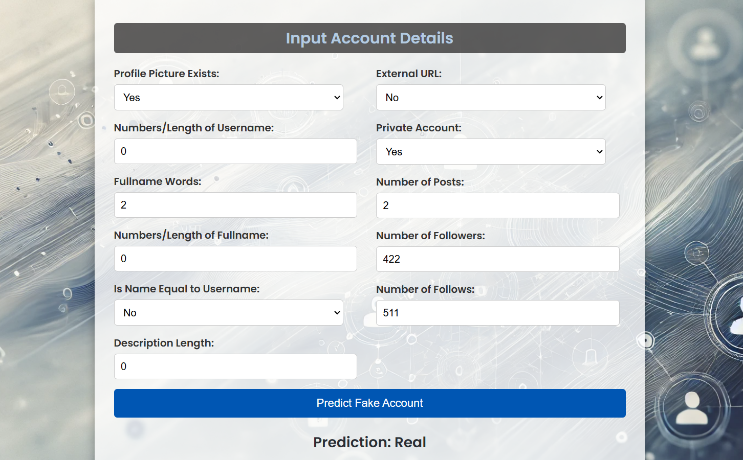 Input Account Details
Profile Picture Exists:
Yes
External URL:
No
Numbers/Length of Username:
0
Private Account:
Yes
Fullname Words:
2
Number of Posts:
2
Numbers/Length of Fullname:
0
Number of Followers:
422
Is Name Equal to Username:
No
Number of Follows:
511
Description Length:
0
Predict Fake Account
Prediction: Real